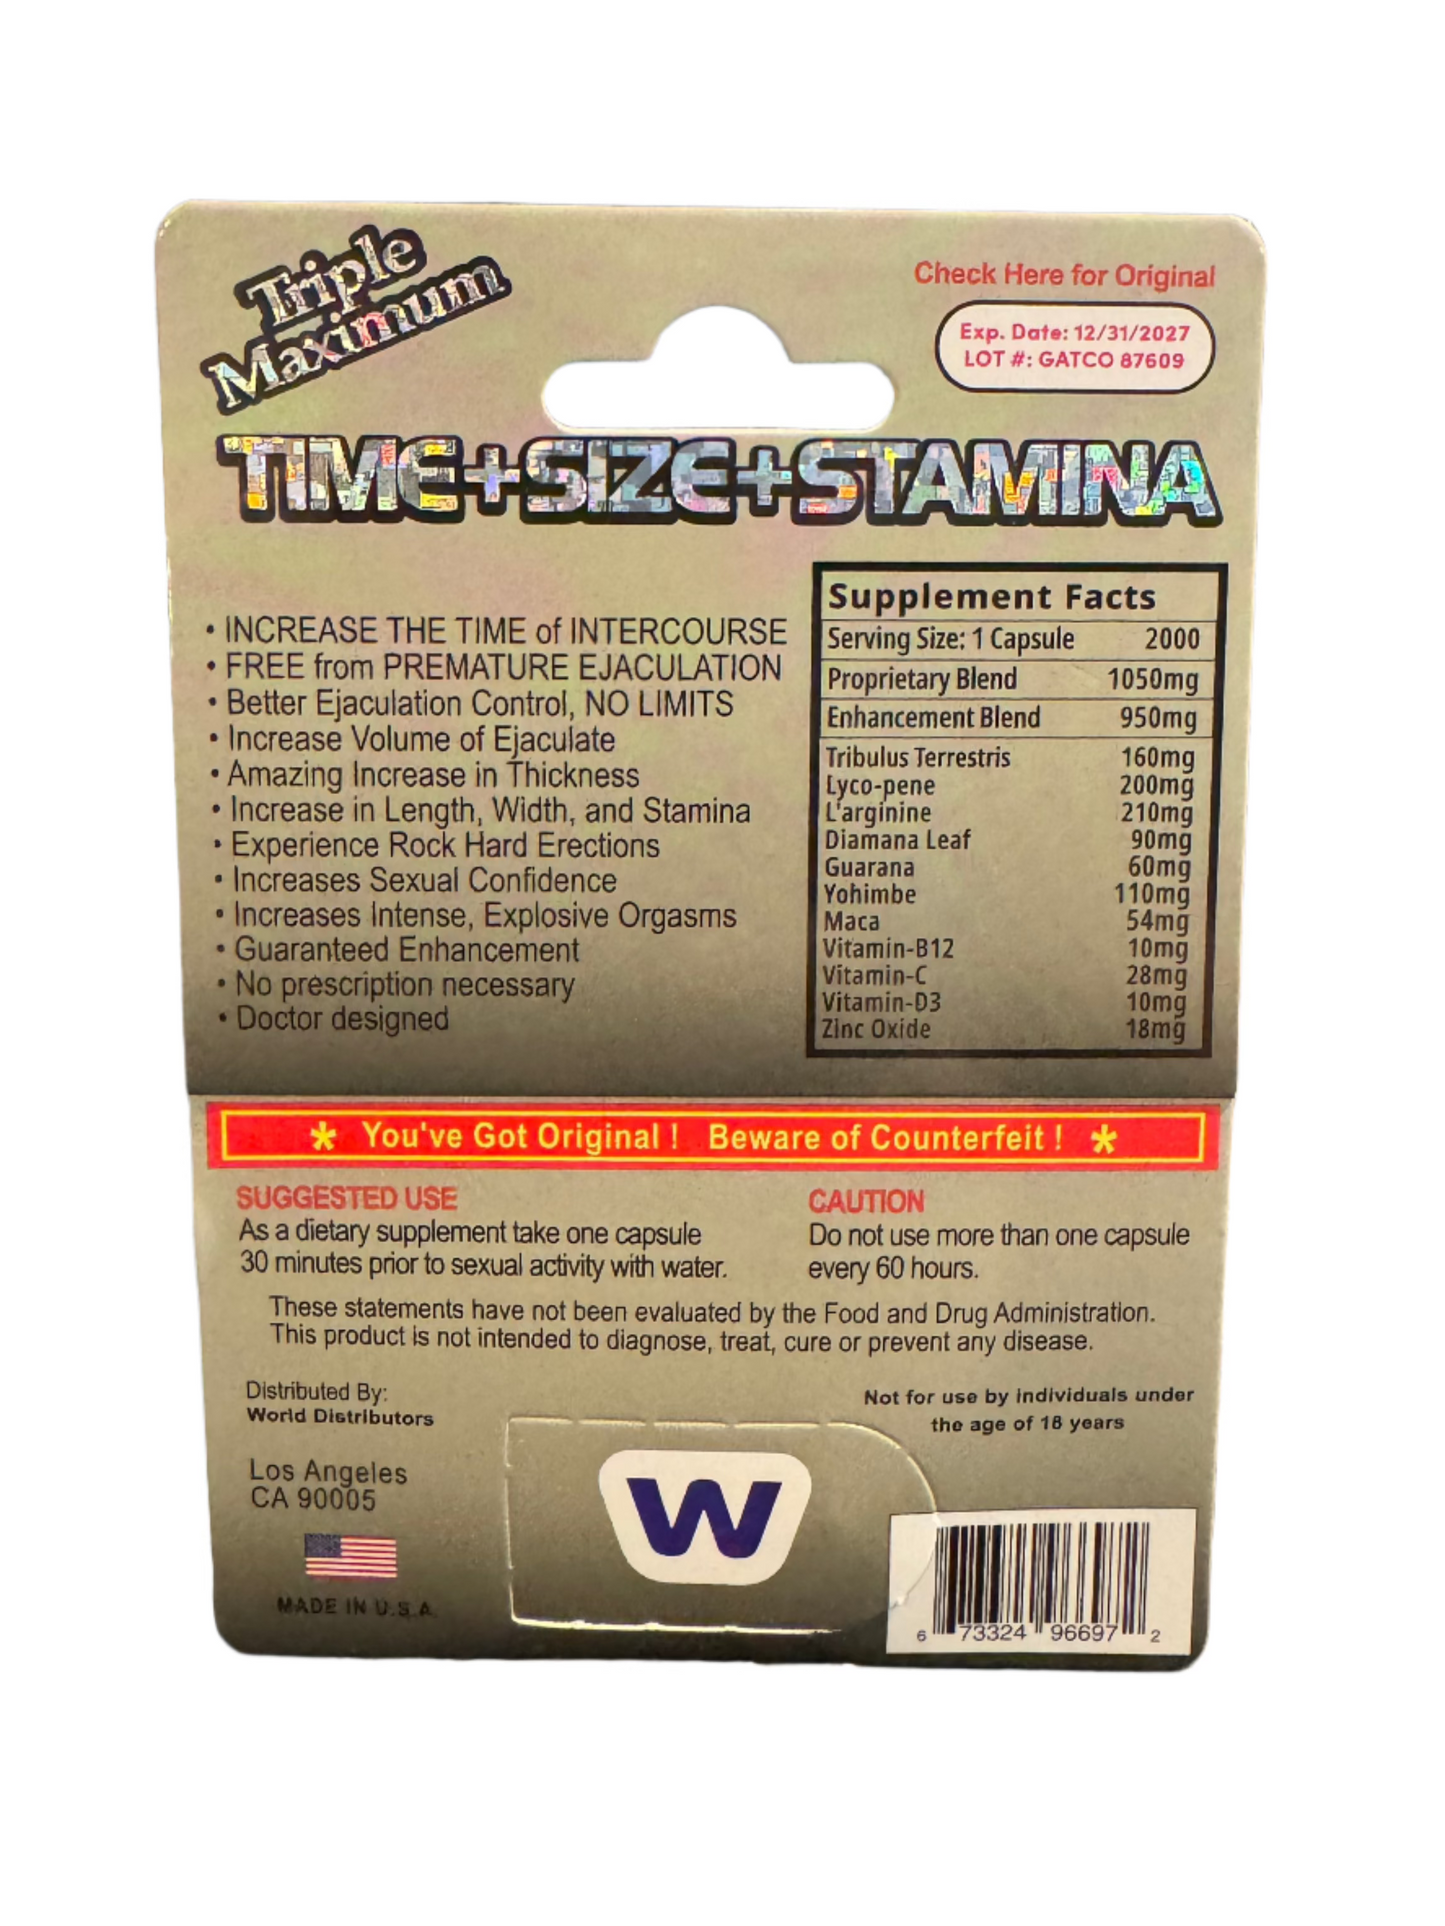 Triple
Maximum
Check Here for Original
Exp. Date: 12/31/2027
LOT #: GATCO 87609
TIME+SIZE+STAMINA
• INCREASE THE TIME of INTERCOURSE
• FREE from PREMATURE EJACULATION
• Better Ejaculation Control, NO LIMITS
• Increase Volume of Ejaculate
• Amazing Increase in Thickness
• Increase in Length, Width, and Stamina
• Experience Rock Hard Erections
• Increases Sexual Confidence
• Increases Intense, Explosive Orgasms
• Guaranteed Enhancement
• No prescription necessary
• Doctor designed
Supplement Facts
Serving Size: 1 Capsule 2000
Proprietary Blend 1050mg
Enhancement Blend 950mg
Tribulus Terrestris 160mg
Lyco-pene 200mg
L'arginine 210mg
Diamana Leaf 90mg
Guarana 60mg
Yohimbe 110mg
Maca 54mg
Vitamin-B12 10mg
Vitamin-C 28mg
Vitamin-D3 10mg
Zinc Oxide 18mg
* You've Got Original ! Beware of Counterfeit ! *
SUGGESTED USE
As a dietary supplement take one capsule
30 minutes prior to sexual activity with water.
CAUTION
Do not use more than one capsule
every 60 hours.
These statements have not been evaluated by the Food and Drug Administration.
This product is not intended to diagnose, treat, cure or prevent any disease.
Distributed By:
World Distributors
Los Angeles
CA 90005
MADE IN U.S.A.
Not for use by individuals under
the age of 18 years
W
6 73324 96697 2